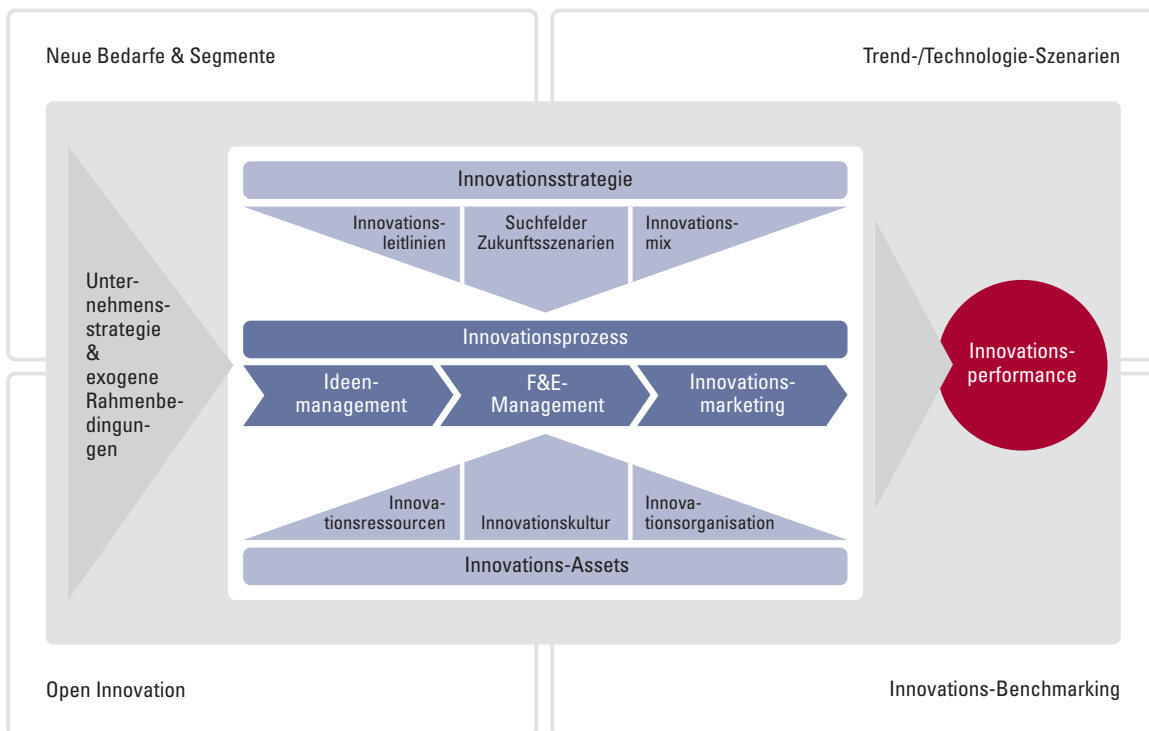 Neue Bedarfe & Segmente
Trend-/Technologie-Szenarien
Unter-
nehmens-
strategie
&
exogene
Rahmenbe-
dingun-
gen
Innovationsstrategie
Innovations-
leitlinien
Suchfelder
Zukunftsszenarien
Innovations-
mix
Innovationsprozess
Ideen-
management
F&E-
Management
Innovations-
marketing
Innova-
tionsressourcen
Innovationskultur
Innova-
tionsorganisation
Innovations-Assets
Innovations-
performance
Open Innovation
Innovations-Benchmarking